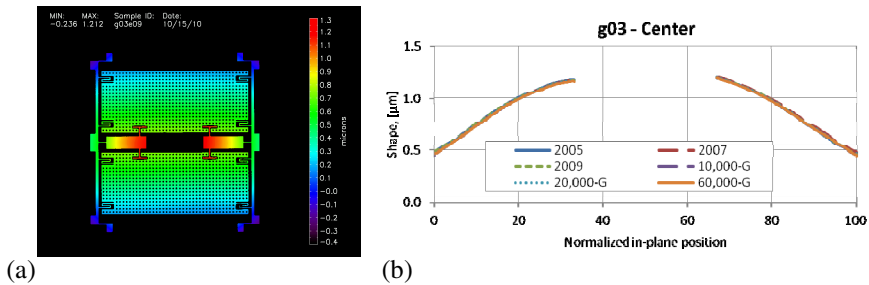 MIN: MAX: Sample ID: Date:
−0.236 1.212 g03e09 10/15/10
1.3
1.2
1.1
1.0
0.9
0.8
0.7
0.6
0.5
0.4
0.3
0.2
0.1
−0.0
−0.1
−0.2
−0.3
−0.4
microns
(a)
g03 - Center
1.5
1.0
0.5
0.0
Shape, [µm]
2005 2007
2009 10,000-G
20,000-G 60,000-G
0 20 40 60 80 100
Normalized in-plane position
(b)